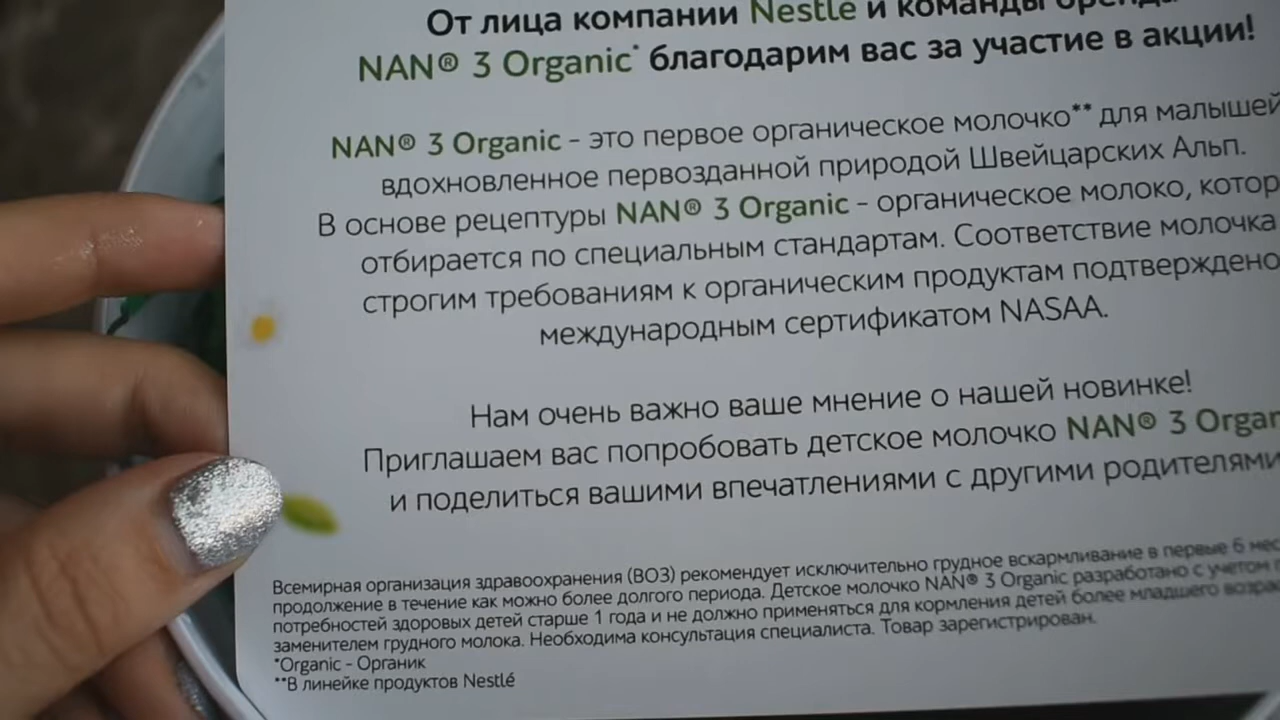 От лица компании Nestlé и команды бренда
NAN® 3 Organic* благодарим вас за участие в акции!
NAN® 3 Organic - это первое органическое молочко** для малышей
вдохновленное первозданной природой Швейцарских Альп.
В основе рецептуры NAN® 3 Organic - органическое молоко, котор
отбирается по специальным стандартам. Соответствие молочка
строгим требованиям к органическим продуктам подтверждено
международным сертификатом NASAA.
Нам очень важно ваше мнение о нашей новинке!
Приглашаем вас попробовать детское молочко NAN® 3 Organ
и поделиться вашими впечатлениями с другими родителями
Всемирная организация здравоохранения (ВОЗ) рекомендует исключительно грудное вскармливание в первые 6 мес
продолжение в течение как можно более долгого периода. Детское молочко NAN® 3 Organic разработано с учетом
потребностей здоровых детей старше 1 года и не должно применяться для кормления детей более младшего возра
заменителем грудного молока. Необходима консультация специалиста. Товар зарегистрирован.
*Organic - Органик
**В линейке продуктов Nestlé